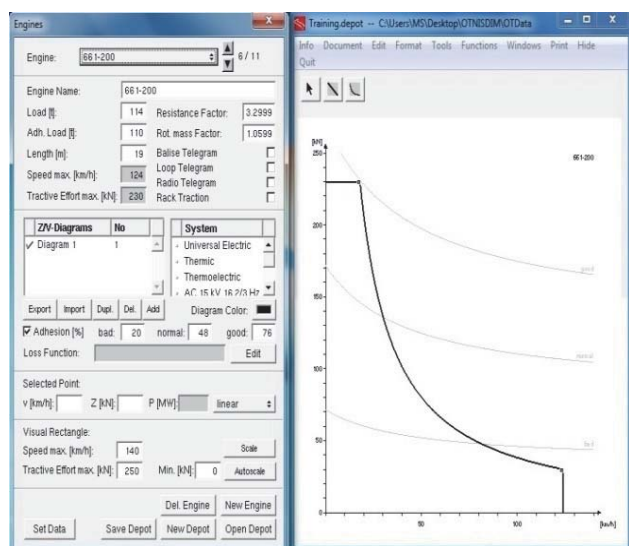 Engines
x
Engine: 661-200 6 / 11
Engine Name: 661-200
Load [t]: 114 Resistance Factor: 3.2999
Adh. Load [t]: 110 Rot. mass Factor: 1.0599
Length [m]: 19 Balise Telegram
Loop Telegram
Speed max. [km/h]: 124
Radio Telegram
Tractive Effort max. [kN]: 230 Rack Traction
Z/V-Diagrams No System
✓ Diagram 1 1
Universal Electric
Thermic
Thermoelectric
AC 15 kV 16 2/3 Hz
Export Import Dupl. Del. Add Diagram Color:
Adhesion [%] bad: 20 normal: 48 good: 76
Loss Function: Edit
Selected Point:
v [km/h]: Z [kN]: P [MW]: linear
Visual Rectangle:
Speed max. [km/h]: 140 Scale
Tractive Effort max. [kN]: 250 Min. [kN]: 0 Autoscale
Del. Engine New Engine
Set Data Save Depot New Depot Open Depot
Training.depot -- C:\Users\MS\Desktop\OTNISDIM\OTData
Info Document Edit Format Tools Functions Windows Print Hide
Quit
[kN]
250
661-200
200
good
150
normal
100
50
bad
0
50 100 [km/h]